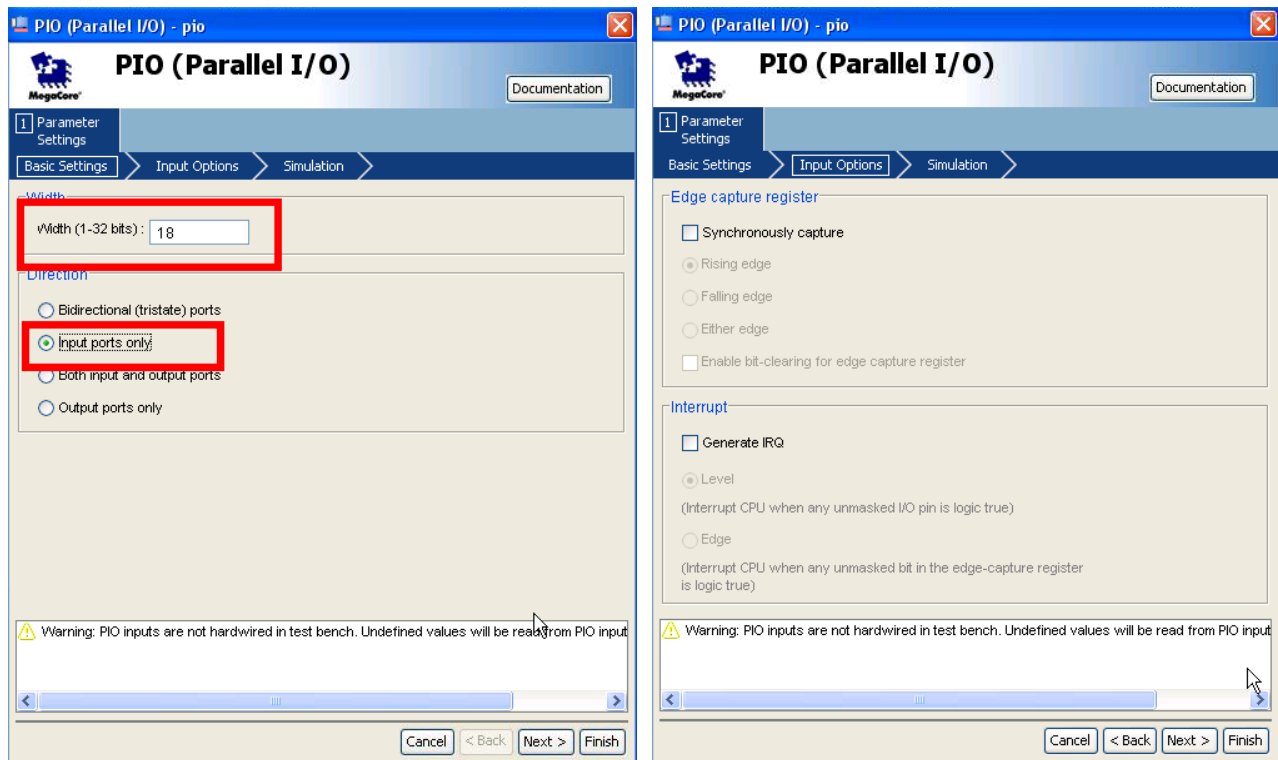 PIO (Parallel I/O) - pio
PIO (Parallel I/O)
MegaCore'
Documentation
1 Parameter
Settings
Basic Settings
Input Options
Simulation
Width
Width (1-32 bits) :
18
Direction
Bidirectional (tristate) ports
Input ports only
Both input and output ports
Output ports only
Warning: PIO inputs are not hardwired in test bench. Undefined values will be read from PIO input
Cancel
< Back
Next >
Finish
PIO (Parallel I/O) - pio
PIO (Parallel I/O)
MegaCore'
Documentation
1 Parameter
Settings
Basic Settings
Input Options
Simulation
Edge capture register
Synchronously capture
Rising edge
Falling edge
Either edge
Enable bit-clearing for edge capture register
Interrupt
Generate IRQ
Level
(Interrupt CPU when any unmasked I/O pin is logic true)
Edge
(Interrupt CPU when any unmasked bit in the edge-capture register
is logic true)
Warning: PIO inputs are not hardwired in test bench. Undefined values will be read from PIO input
Cancel
< Back
Next >
Finish